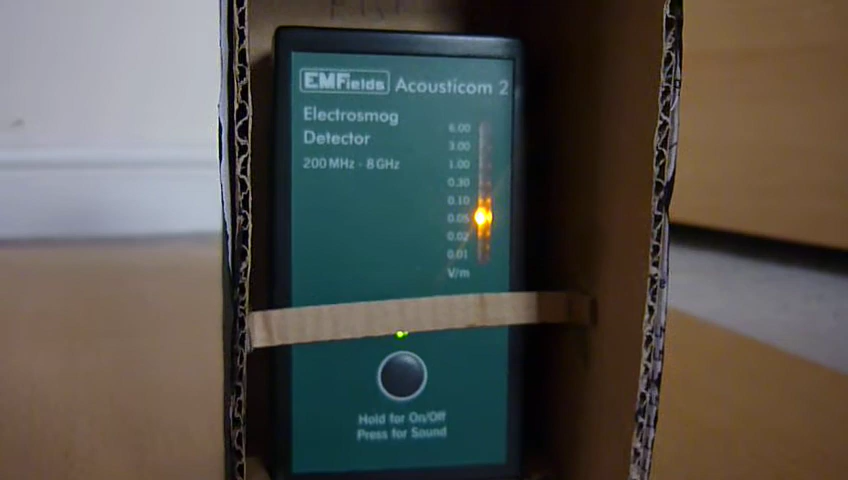 EMFields Acousticom 2
Electrosmog
Detector
200 MHz - 8 GHz
6.00
3.00
1.00
0.30
0.10
0.05
0.02
0.01
V/m
Hold for On/Off
Press for Sound